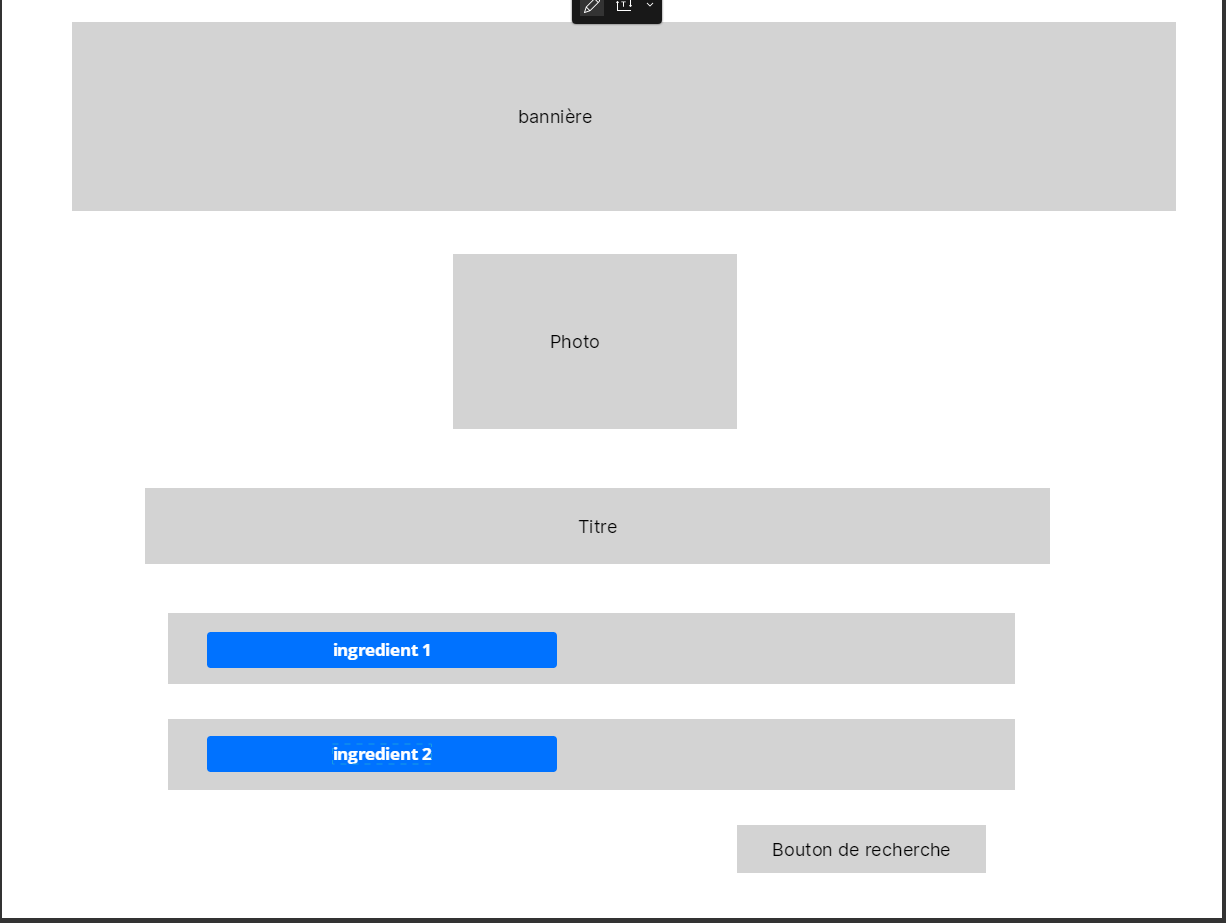 bannière
Photo
Titre
ingredient 1
ingredient 2
Bouton de recherche